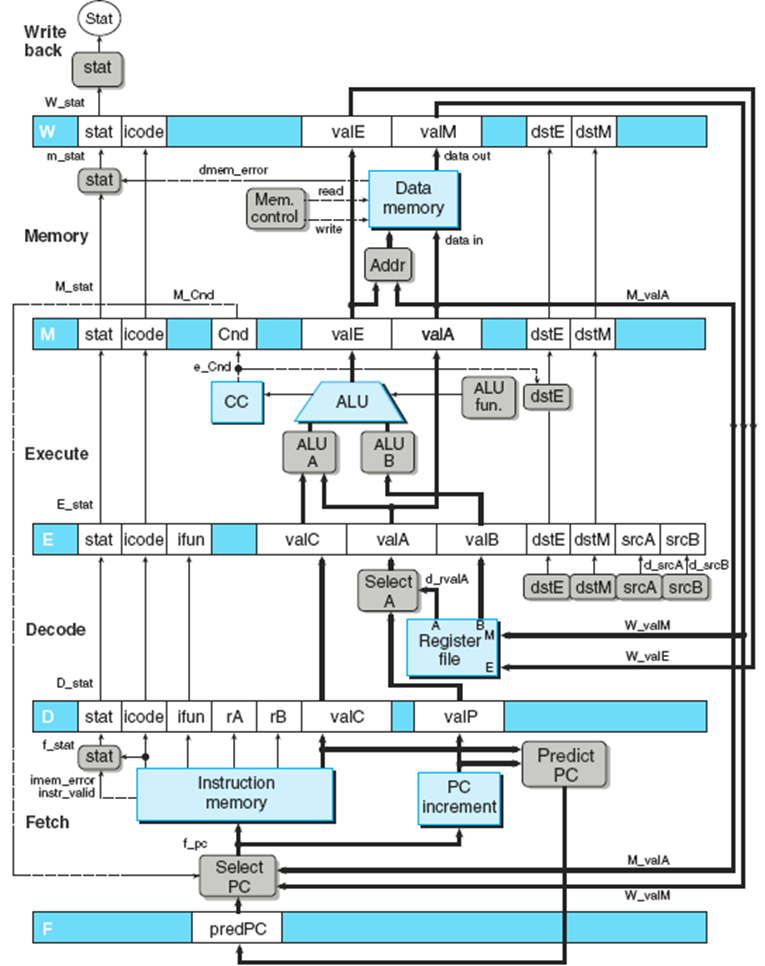 Stat
Write
back
stat
W_stat
W stat icode valE valM dstE dstM
m_stat
data out
dmem_error
stat
read
Data
memory
Mem.
control
write
Memory
data in
Addr
M_stat
M_Cnd
M_valA
M stat icode Cnd valE valA dstE dstM
e_Cnd
CC
ALU
ALU
fun.
dstE
ALU
A
ALU
B
Execute
E_stat
E stat icode ifun valC valA valB dstE dstM srcA srcB
d_srcA d_srcB
Select
A
d_rvalA
dstE dstM srcA srcB
Decode
A B
M
Register
file
E
W_valM
W_valE
D_stat
D stat icode ifun rA rB valC valP
f_stat
stat
Predict
PC
imem_error
instr_valid
Instruction
memory
PC
increment
Fetch
f_pc
Select
PC
M_valA
W_valM
F predPC